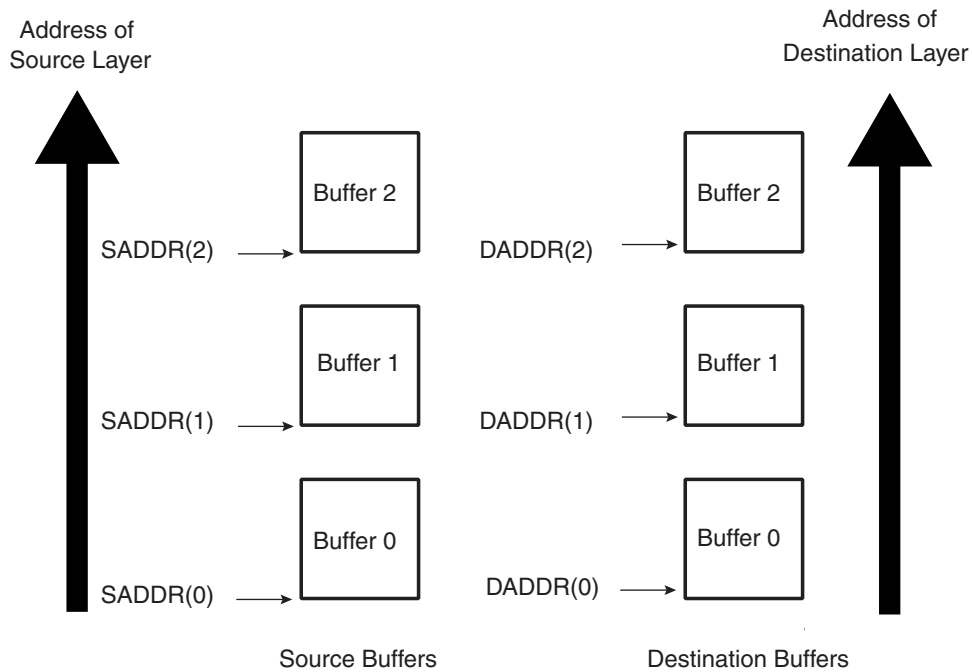 Address of
Source Layer
Address of
Destination Layer
Buffer 2
Buffer 2
SADDR(2)
DADDR(2)
Buffer 1
Buffer 1
SADDR(1)
DADDR(1)
Buffer 0
Buffer 0
SADDR(0)
DADDR(0)
Source Buffers
Destination Buffers